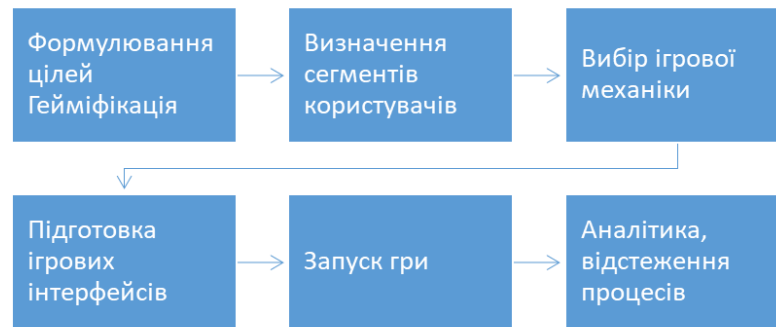 Формулювання
цілей
Гейміфікація
Визначення
сегментів
користувачів
Вибір ігрової
механіки
Підготовка
ігрових
інтерфейсів
Запуск гри
Аналітика,
відстеження
процесів